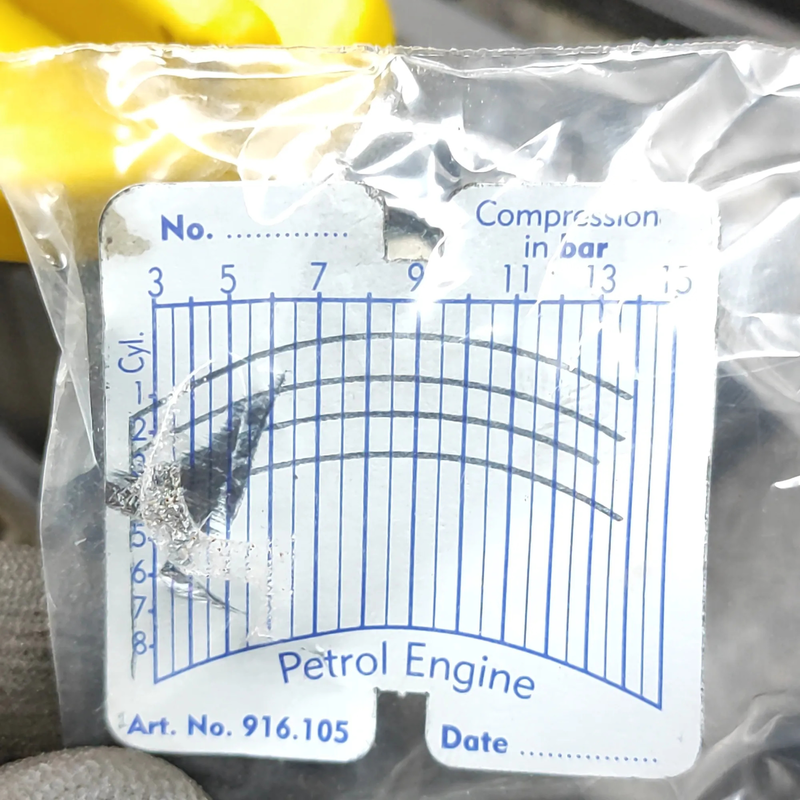 No. ..............
Compression
in bar
3 5 7 9 11 13 15
Cyl.
1
2
3
5
6
7
8
Petrol Engine
Art. No. 916.105
Date ................